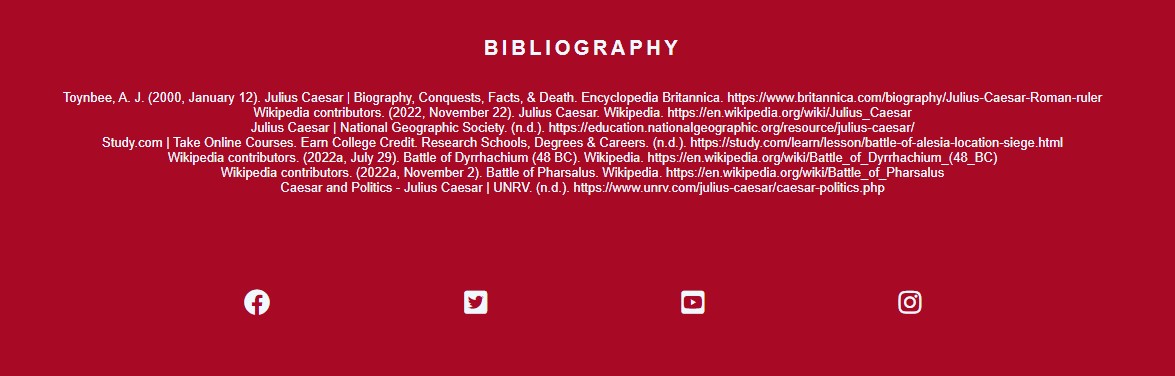 BIBLIOGRAPHY
Toynbee, A. J. (2000, January 12). Julius Caesar | Biography, Conquests, Facts, & Death. Encyclopedia Britannica. https://www.britannica.com/biography/Julius-Caesar-Roman-ruler
Wikipedia contributors. (2022, November 22). Julius Caesar. Wikipedia. https://en.wikipedia.org/wiki/Julius_Caesar
Julius Caesar | National Geographic Society. (n.d.). https://education.nationalgeographic.org/resource/julius-caesar/
Study.com | Take Online Courses. Earn College Credit. Research Schools, Degrees & Careers. (n.d.). https://study.com/learn/lesson/battle-of-alesia-location-siege.html
Wikipedia contributors. (2022a, July 29). Battle of Dyrrhachium (48 BC). Wikipedia. https://en.wikipedia.org/wiki/Battle_of_Dyrrhachium_(48_BC)
Wikipedia contributors. (2022a, November 2). Battle of Pharsalus. Wikipedia. https://en.wikipedia.org/wiki/Battle_of_Pharsalus
Caesar and Politics - Julius Caesar | UNRV. (n.d.). https://www.unrv.com/julius-caesar/caesar-politics.php